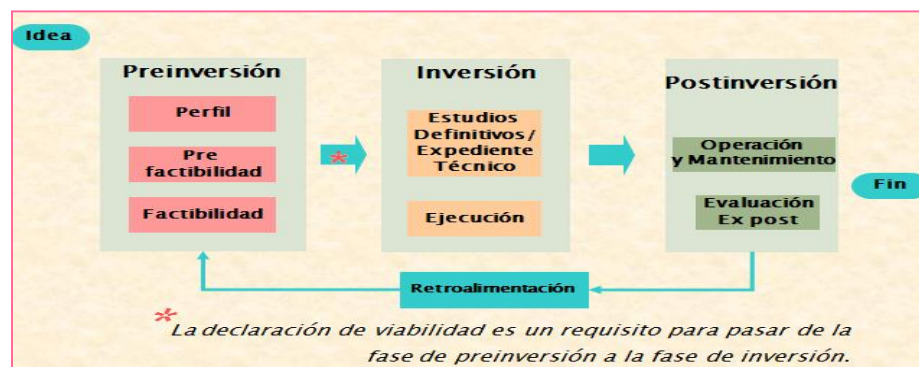 Idea
Preinversión
Perfil
Pre
factibilidad
Factibilidad
*
Inversión
Estudios
Definitivos/
Expediente
Técnico
Ejecución
Postinversión
Operación
y Mantenimiento
Evaluación
Ex post
Fin
Retroalimentación
*La declaración de viabilidad es un requisito para pasar de la
fase de preinversión a la fase de inversión.